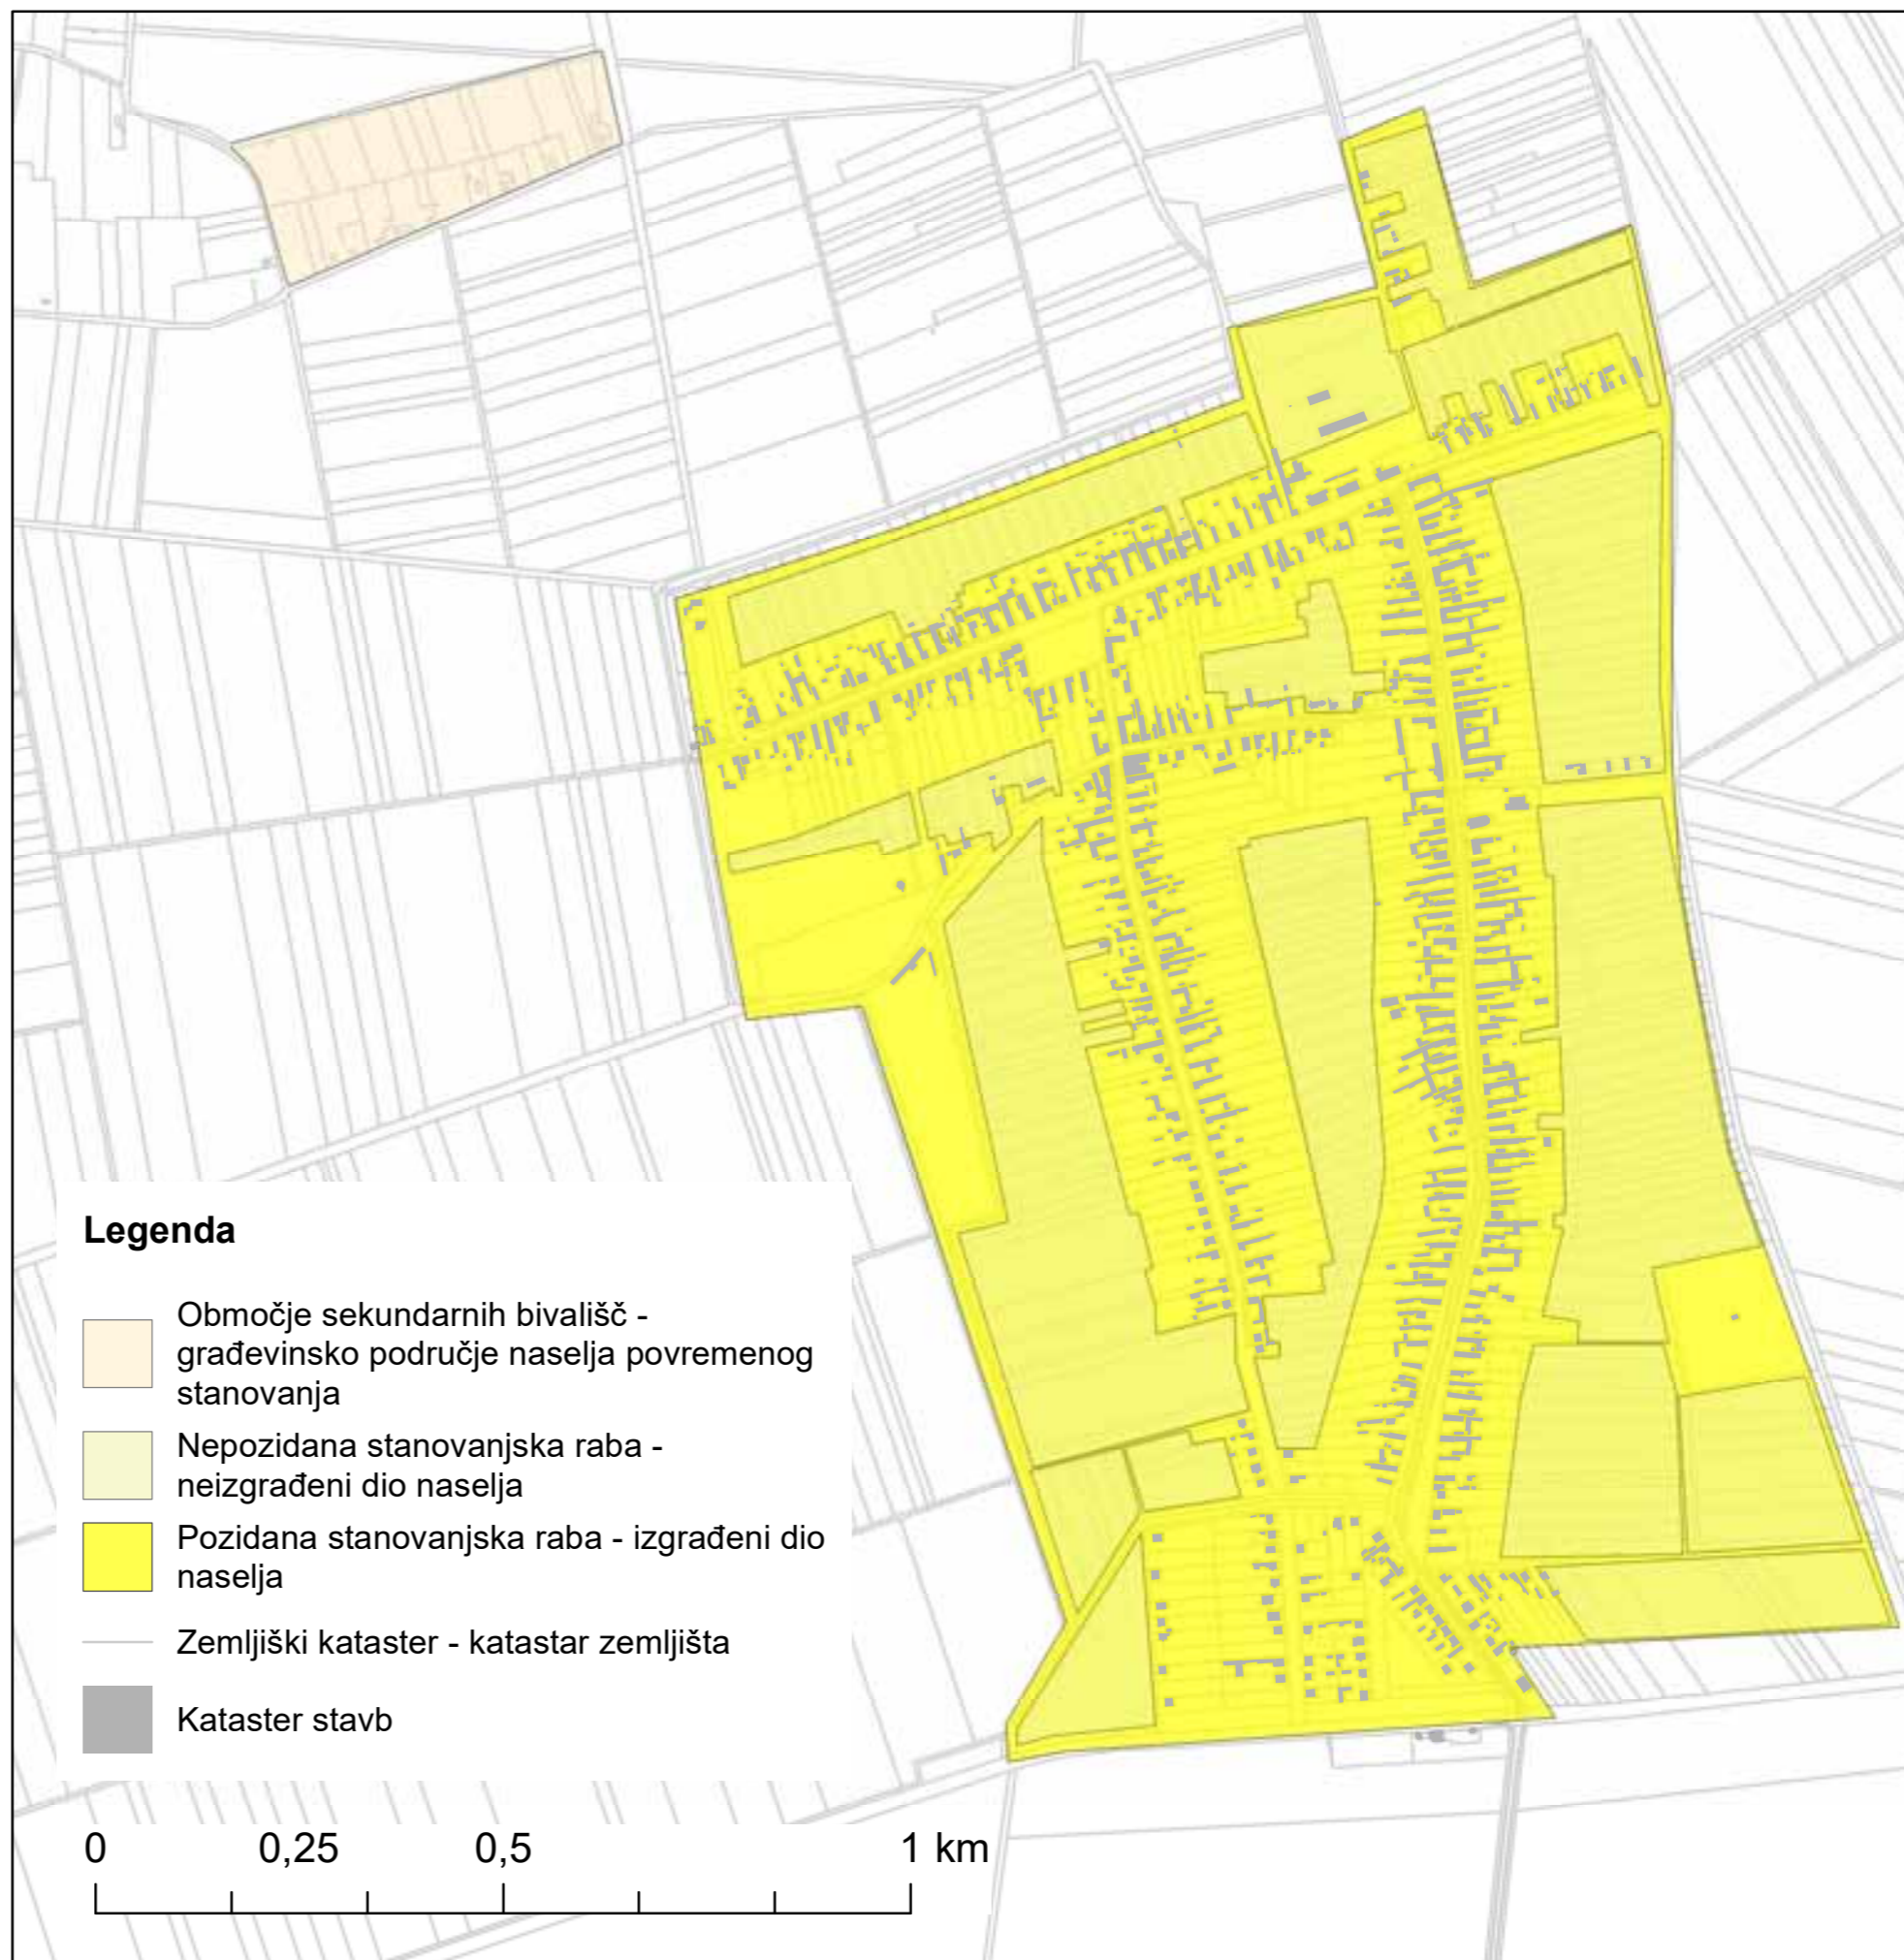 Legenda
Območje sekundarnih bivališč -
građevinsko područje naselja povremenog
stanovanja
Nepozidana stanovanjska raba -
neizgrađeni dio naselja
Pozidana stanovanjska raba - izgrađeni dio
naselja
Zemljiški kataster - katastar zemljišta
Kataster stavb
0 0,25 0,5 1 km